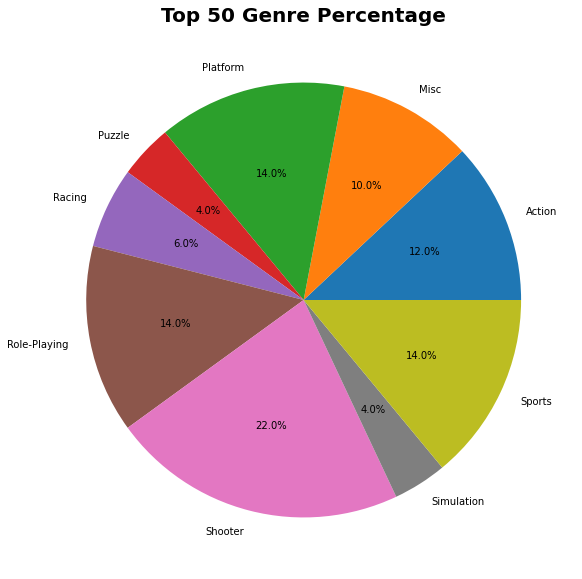 Top 50 Genre Percentage
Platform
Misc
Puzzle
14.0%
10.0%
Racing
4.0%
Action
6.0%
12.0%
Role-Playing
14.0%
14.0%
4.0%
Sports
22.0%
Simulation
Shooter